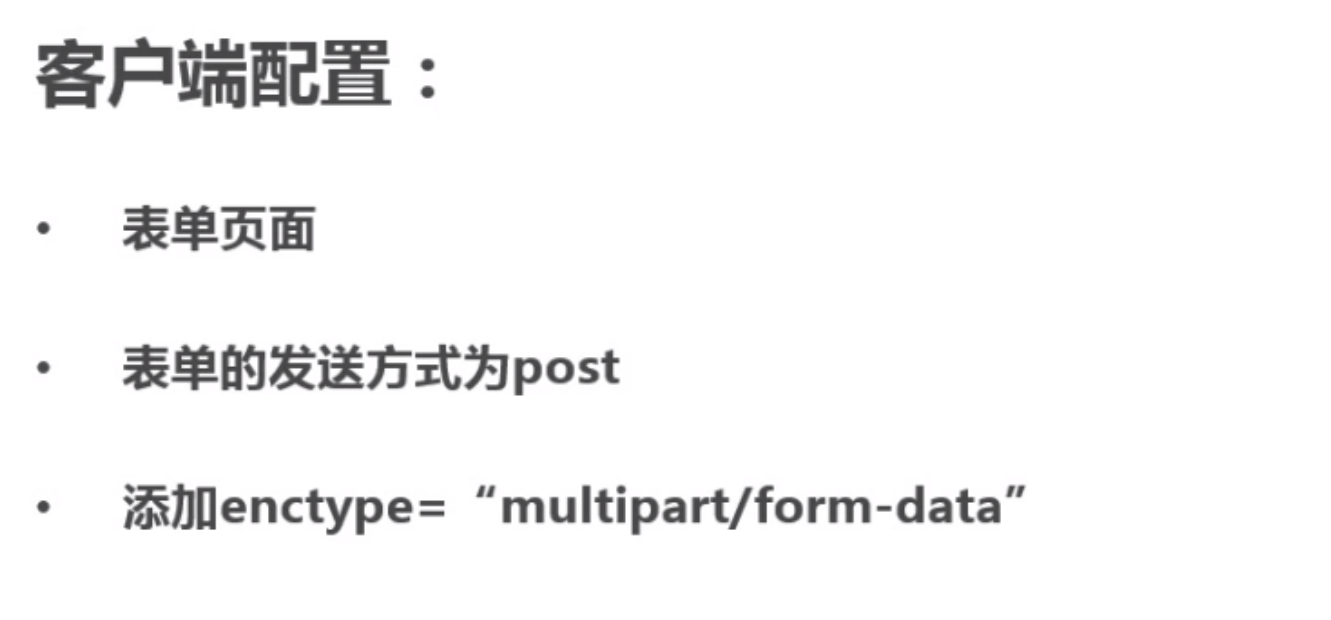 客户端配置：
• 表单页面
• 表单的发送方式为post
• 添加enctype=“multipart/form-data”